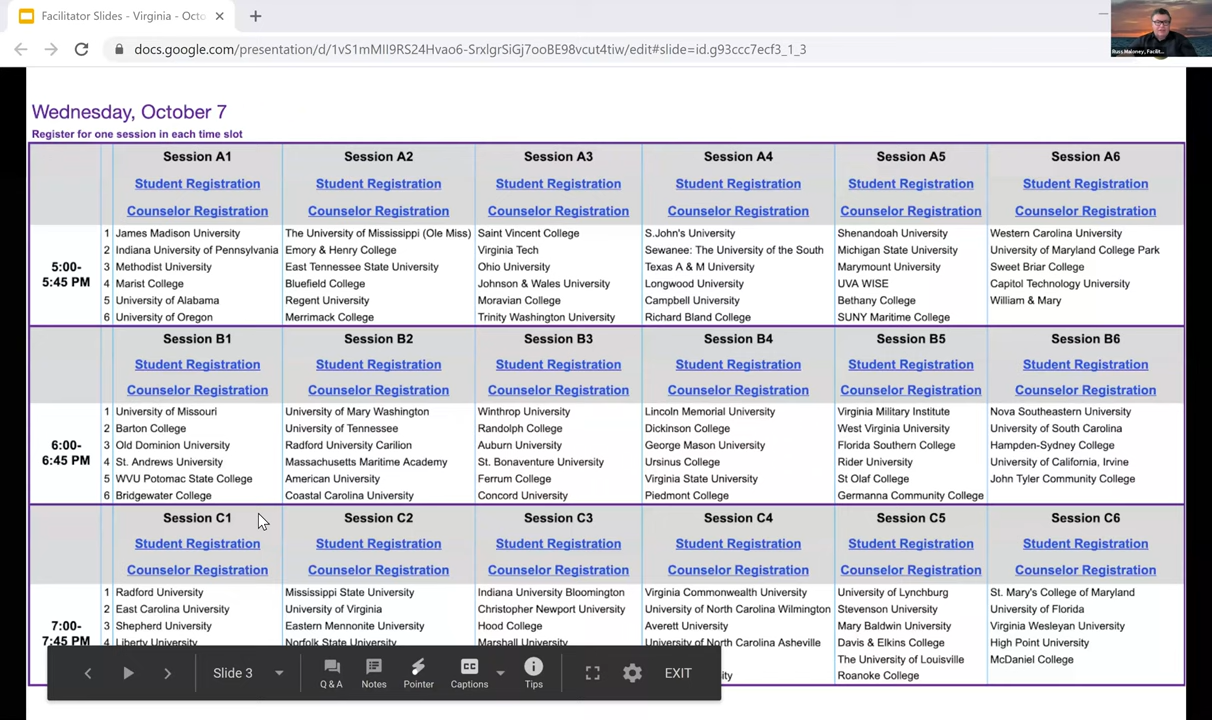 Facilitator Slides - Virginia - Octo
docs.google.com/presentation/d/1vS1mMII9RS24Hvao6-SrxlgrSiGj7ooBE98vcut4tiw/edit#slide=id.g93ccc7ecf3_1_3
Russ Maloney, Facilit...
Wednesday, October 7
Register for one session in each time slot
Session A1 Session A2 Session A3 Session A4 Session A5 Session A6
Student Registration Student Registration Student Registration Student Registration Student Registration Student Registration
Counselor Registration Counselor Registration Counselor Registration Counselor Registration Counselor Registration Counselor Registration
5:00-
5:45 PM
1 James Madison University The University of Mississippi (Ole Miss) Saint Vincent College S.John's University Shenandoah University Western Carolina University
2 Indiana University of Pennsylvania Emory & Henry College Virginia Tech Sewanee: The University of the South Michigan State University University of Maryland College Park
3 Methodist University East Tennessee State University Ohio University Texas A & M University Marymount University Sweet Briar College
4 Marist College Bluefield College Johnson & Wales University Longwood University UVA WISE Capitol Technology University
5 University of Alabama Regent University Moravian College Campbell University Bethany College William & Mary
6 University of Oregon Merrimack College Trinity Washington University Richard Bland College SUNY Maritime College
Session B1 Session B2 Session B3 Session B4 Session B5 Session B6
Student Registration Student Registration Student Registration Student Registration Student Registration Student Registration
Counselor Registration Counselor Registration Counselor Registration Counselor Registration Counselor Registration Counselor Registration
6:00-
6:45 PM
1 University of Missouri University of Mary Washington Winthrop University Lincoln Memorial University Virginia Military Institute Nova Southeastern University
2 Barton College University of Tennessee Randolph College Dickinson College West Virginia University University of South Carolina
3 Old Dominion University Radford University Carilion Auburn University George Mason University Florida Southern College Hampden-Sydney College
4 St. Andrews University Massachusetts Maritime Academy St. Bonaventure University Ursinus College Rider University University of California, Irvine
5 WVU Potomac State College American University Ferrum College Virginia State University St Olaf College John Tyler Community College
6 Bridgewater College Coastal Carolina University Concord University Piedmont College Germanna Community College
Session C1 Session C2 Session C3 Session C4 Session C5 Session C6
Student Registration Student Registration Student Registration Student Registration Student Registration Student Registration
Counselor Registration Counselor Registration Counselor Registration Counselor Registration Counselor Registration Counselor Registration
7:00-
7:45 PM
1 Radford University Mississippi State University Indiana University Bloomington Virginia Commonwealth University University of Lynchburg St. Mary's College of Maryland
2 East Carolina University University of Virginia Christopher Newport University University of North Carolina Wilmington Stevenson University University of Florida
3 Shepherd University Eastern Mennonite University Hood College Averett University Mary Baldwin University Virginia Wesleyan University
4 Liberty University Norfolk State University Marshall University University of North Carolina Asheville Davis & Elkins College High Point University
The University of Louisville McDaniel College
Roanoke College
Slide 3
Q & A Notes Pointer Captions Tips EXIT